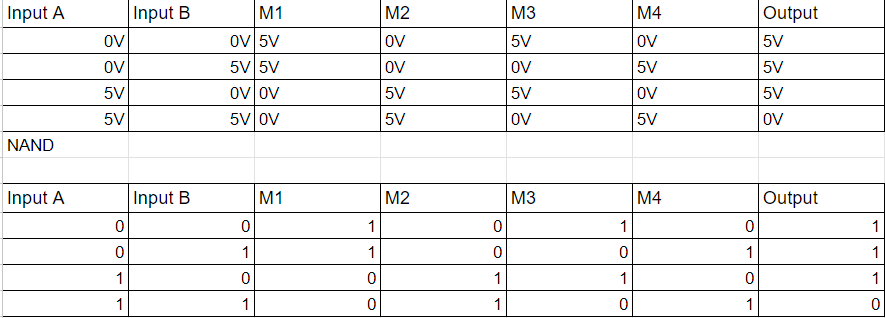 Input A Input B M1 M2 M3 M4 Output
0V 0V 5V 0V 5V 0V 5V
0V 5V 5V 0V 0V 5V 5V
5V 0V 0V 5V 5V 0V 5V
5V 5V 0V 5V 0V 5V 0V
NAND
Input A Input B M1 M2 M3 M4 Output
0 0 1 0 1 0 1
0 1 1 0 0 1 1
1 0 0 1 1 0 1
1 1 0 1 0 1 0